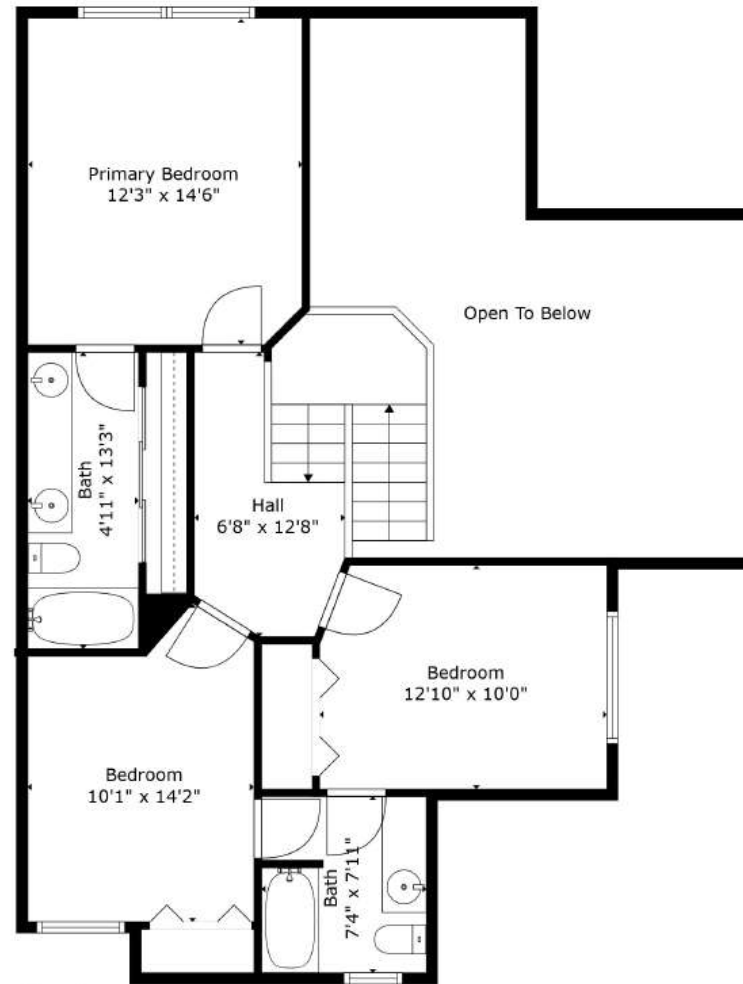 Primary Bedroom
12'3" x 14'6"
Open To Below
Bath
4'11" x 13'3"
Hall
6'8" x 12'8"
Bedroom
12'10" x 10'0"
Bedroom
10'1" x 14'2"
Bath
7'4" x 7'11"